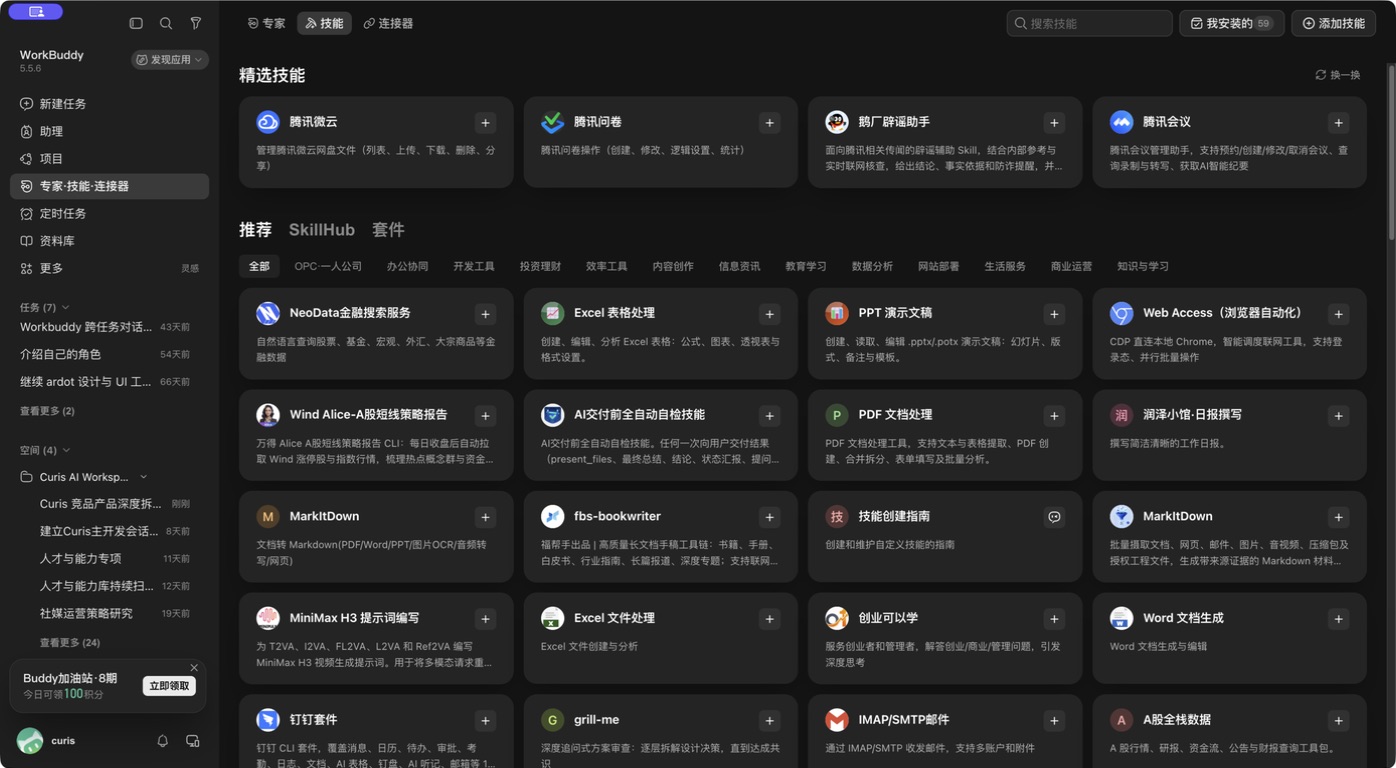 WorkBuddy
5.5.6
发现应用
新建任务
助理
项目
专家·技能·连接器
定时任务
资料库
更多
灵感
任务 (7)
Workbuddy 跨任务对话...
43天前
介绍自己的角色
54天前
继续 ardot 设计与 UI 工...
66天前
查看更多 (2)
空间 (4)
Curis AI Worksp...
Curis 竞品产品深度拆...
刚刚
建立Curis主开发会话...
8天前
人才与能力专项
11天前
人才与能力库持续扫...
12天前
社媒运营策略研究
19天前
查看更多 (24)
Buddy加油站·8期
今日可领100积分
立即领取
curis
专家
技能
连接器
搜索技能
我安装的 59
添加技能
精选技能
换一换
腾讯微云
管理腾讯微云网盘文件（列表、上传、下载、删除、分
享）
腾讯问卷
腾讯问卷操作（创建、修改、逻辑设置、统计）
鹅厂辟谣助手
面向腾讯相关传闻的辟谣辅助 Skill，结合内部参考与
实时联网核查，给出结论、事实依据和防诈提醒，并...
腾讯会议
腾讯会议管理助手，支持预约/创建/修改/取消会议、查
询录制与转写、获取AI智能纪要
推荐
SkillHub
套件
全部
OPC·一人公司
办公协同
开发工具
投资理财
效率工具
内容创作
信息资讯
教育学习
数据分析
网站部署
生活服务
商业运营
知识与学习
NeoData金融搜索服务
自然语言查询股票、基金、宏观、外汇、大宗商品等金
融数据
Excel 表格处理
创建、编辑、分析 Excel 表格：公式、图表、透视表与
格式设置。
PPT 演示文稿
创建、读取、编辑 .pptx/.potx 演示文稿：幻灯片、版
式、备注与模板。
Web Access（浏览器自动化）
CDP 直连本地 Chrome，智能调度联网工具，支持登
录态、并行批量操作
Wind Alice-A股短线策略报告
万得 Alice A股短线策略报告 CLI：每日收盘后自动拉
取 Wind 涨停股与指数行情，梳理热点概念群与资金...
AI交付前全自动自检技能
AI交付前全自动自检技能。任何一次向用户交付结果
（present_files、最终总结、结论、状态汇报、提问...
P
PDF 文档处理
PDF 文档处理工具，支持文本与表格提取、PDF 创
建、合并拆分、表单填写及批量分析。
润
润泽小馆·日报撰写
撰写简洁清晰的工作日报。
M
MarkItDown
文档转 Markdown(PDF/Word/PPT/图片OCR/音频转
写/网页)
fbs-bookwriter
福帮手出品 | 高质量长文档手稿工具链：书籍、手册、
白皮书、行业指南、长篇报道、深度专题；支持联网...
技
技能创建指南
创建和维护自定义技能的指南
MarkItDown
批量摄取文档、网页、邮件、图片、音视频、压缩包及
授权工程文件，生成带来源证据的 Markdown 材料...
MiniMax H3 提示词编写
为 T2VA、I2VA、FL2VA、L2VA 和 Ref2VA 编写
MiniMax H3 视频生成提示词。用于将多模态请求重...
Excel 文件处理
Excel 文件创建与分析
创业可以学
服务创业者和管理者，解答创业/商业/管理问题，引发
深度思考
Word 文档生成
Word 文档生成与编辑
钉钉套件
钉钉 CLI 套件，覆盖消息、日历、待办、审批、考
勤、日志、文档、AI 表格、钉盘、AI 听记、邮箱等 1...
G
grill-me
深度追问式方案审查：逐层拆解设计决策，直到达成共
识
IMAP/SMTP邮件
通过 IMAP/SMTP 收发邮件，支持多账户和附件
A
A股全栈数据
A 股行情、研报、资金流、公告与财报查询工具包。